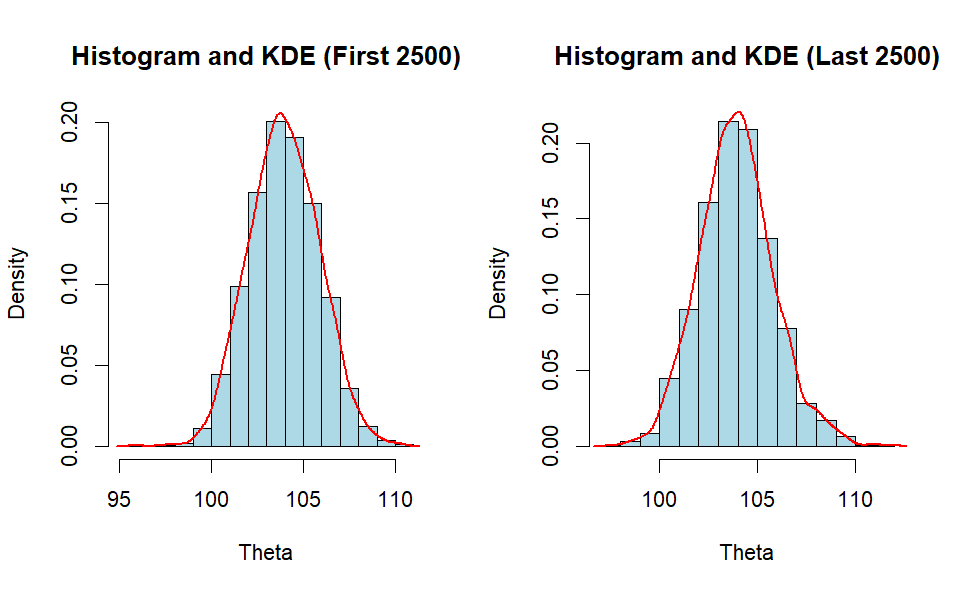 Histogram and KDE (First 2500)
Density
0.00 0.05 0.10 0.15 0.20
95 100 105 110
Theta
Histogram and KDE (Last 2500)
Density
0.00 0.05 0.10 0.15 0.20
100 105 110
Theta